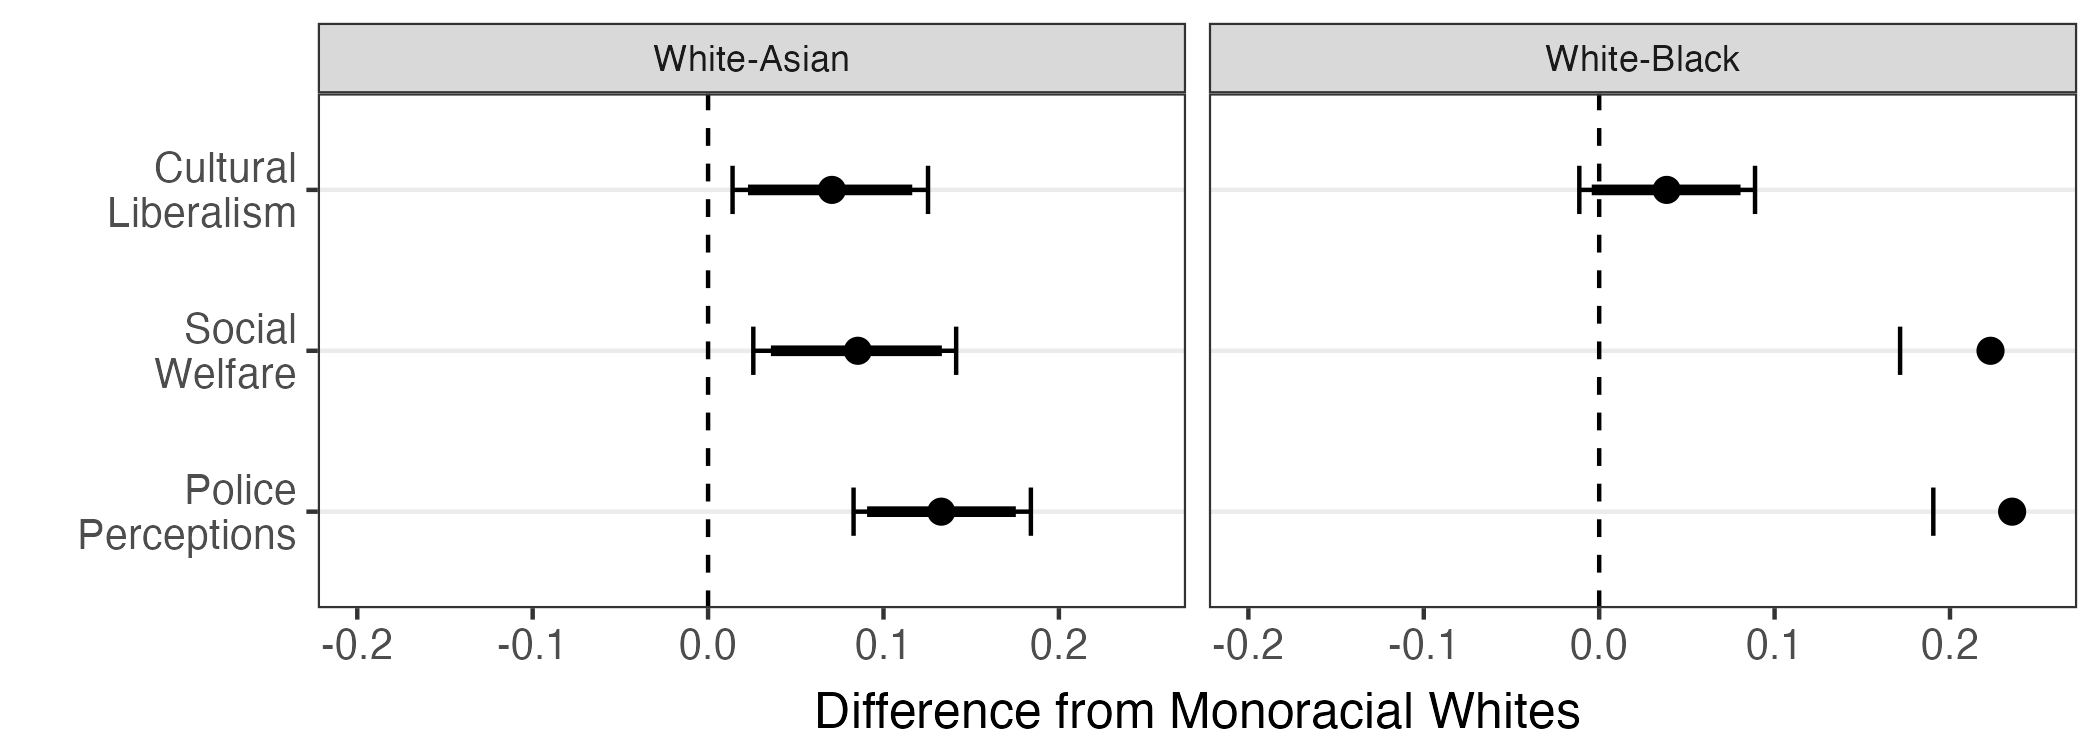 White-Asian
White-Black
Cultural
Liberalism
Social
Welfare
Police
Perceptions
-0.2 -0.1 0.0 0.1 0.2
-0.2 -0.1 0.0 0.1 0.2
Difference from Monoracial Whites